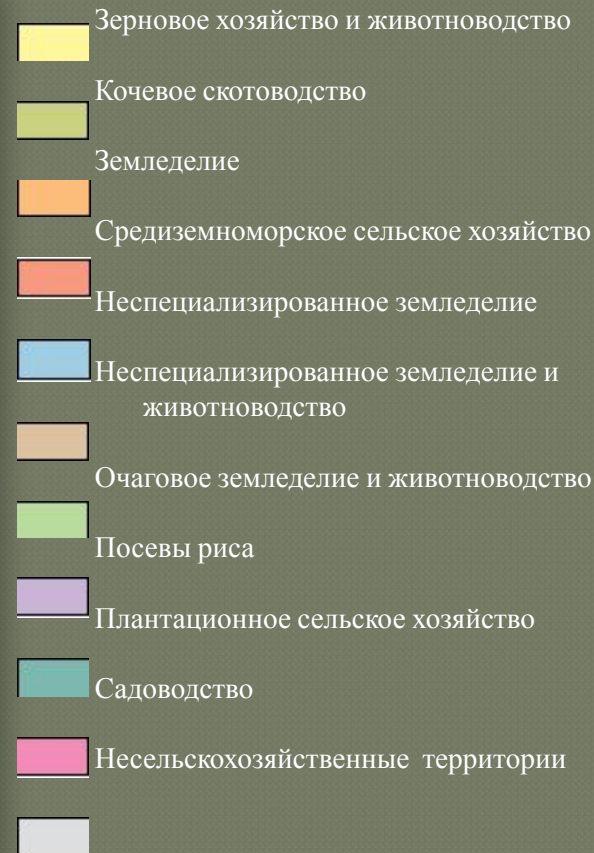 Зерновое хозяйство и животноводство
Кочевое скотоводство
Земледелие
Средиземноморское сельское хозяйство
Неспециализированное земледелие
Неспециализированное земледелие и
животноводство
Очаговое земледелие и животноводство
Посевы риса
Плантационное сельское хозяйство
Садоводство
Несельскохозяйственные территории